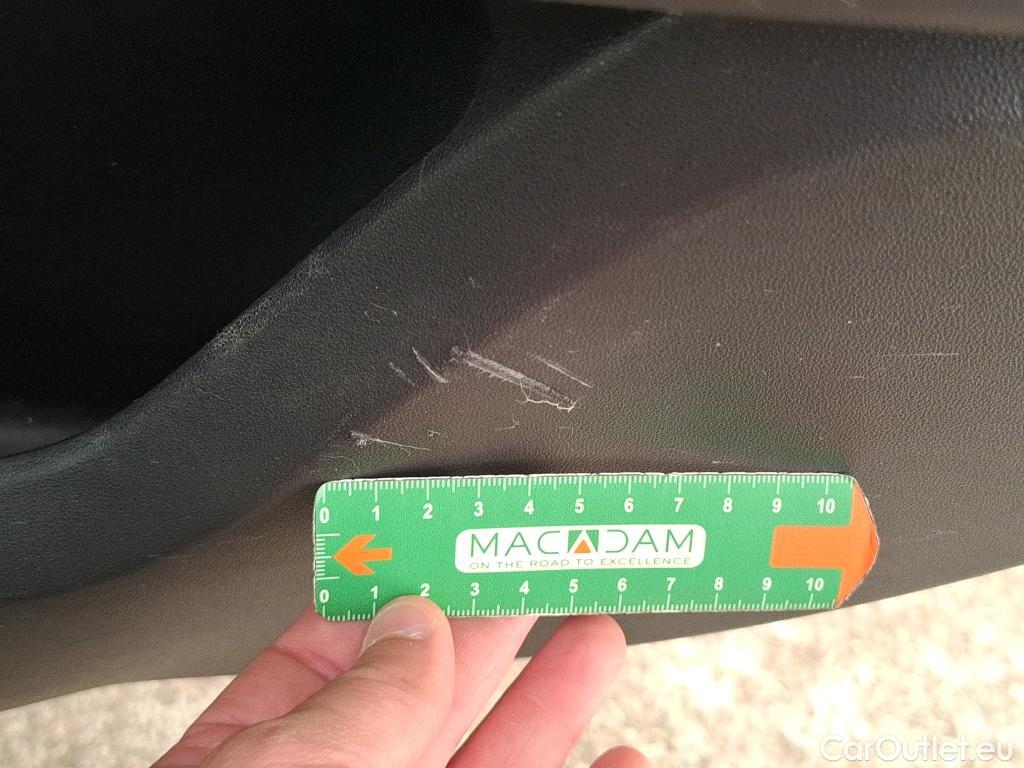 0 1 2 3 4 5 6 7 8 9 10
MACADAM
ON THE ROAD TO EXCELLENCE
0 1 2 3 4 5 6 7 8 9 10
CarOutlet.eu